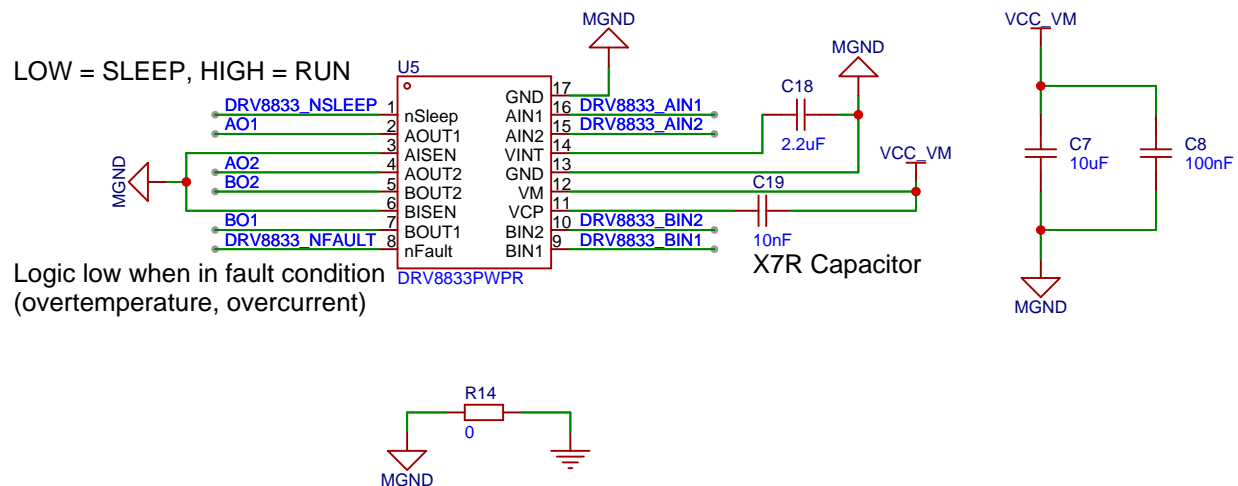 MGND
VCC_VM
LOW = SLEEP, HIGH = RUN
U5
MGND
C18
2.2uF
DRV8833_NSLEEP 1 nSleep
AO1 2 AOUT1
3 AISEN
AO2 4 AOUT2
BO2 5 BOUT2
6 BISEN
BO1 7 BOUT1
DRV8833_NFAULT 8 nFault
MGND
GND 17
AIN1 16 DRV8833_AIN1
AIN2 15 DRV8833_AIN2
VINT 14
GND 13
VM 12
VCP 11
BIN2 10 DRV8833_BIN2
BIN1 9 DRV8833_BIN1
DRV8833PWPR
VCC_VM
C19
10nF
X7R Capacitor
C7
10uF
C8
100nF
MGND
Logic low when in fault condition
(overtemperature, overcurrent)
R14
0
MGND